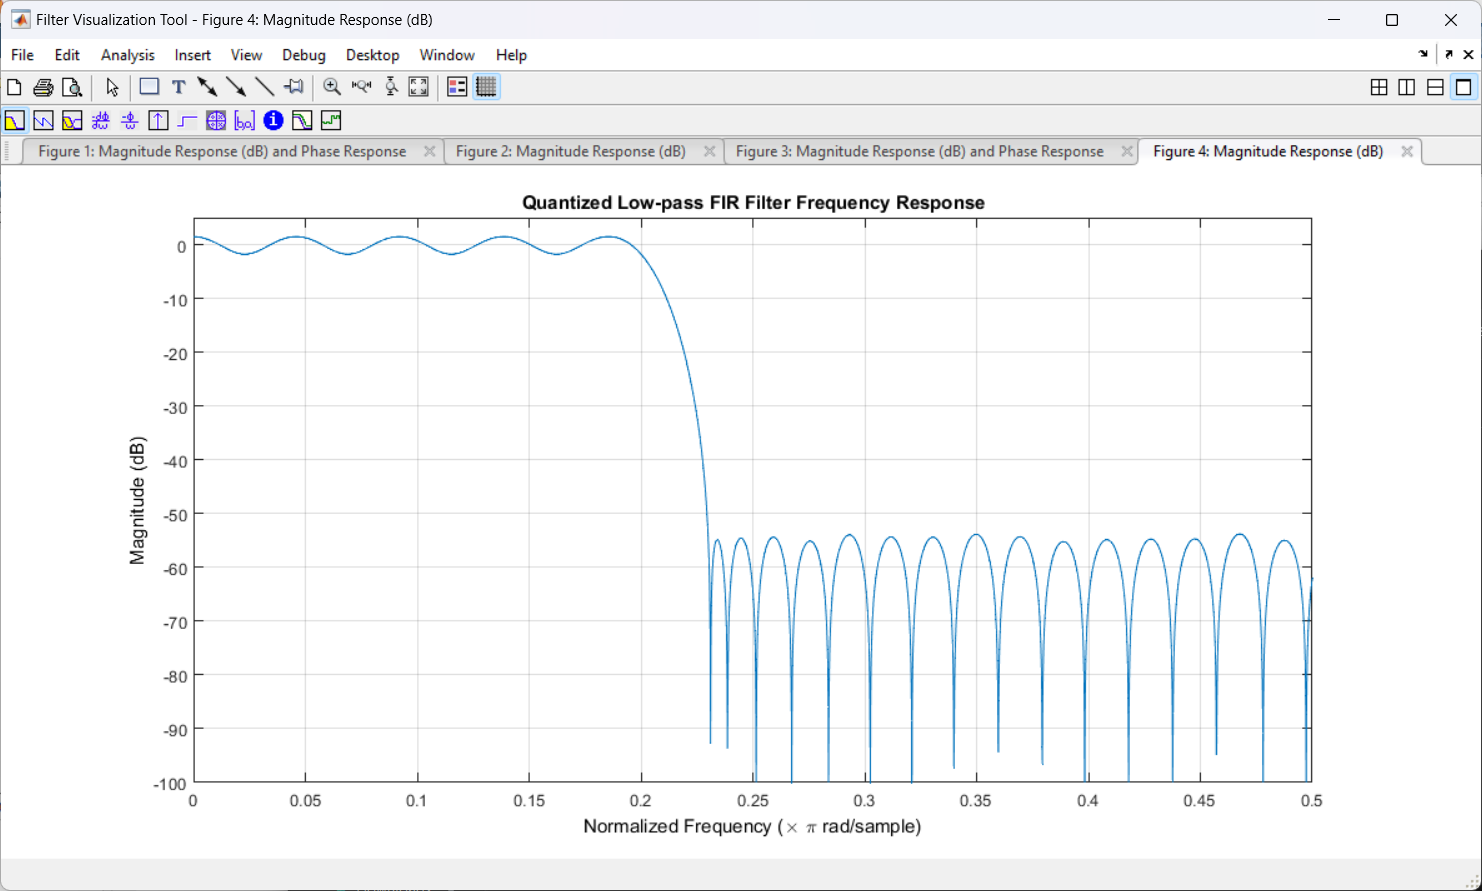 Filter Visualization Tool - Figure 4: Magnitude Response (dB)
File Edit Analysis Insert View Debug Desktop Window Help
Figure 1: Magnitude Response (dB) and Phase Response Figure 2: Magnitude Response (dB) Figure 3: Magnitude Response (dB) and Phase Response Figure 4: Magnitude Response (dB)
Quantized Low-pass FIR Filter Frequency Response
Magnitude (dB)
0
-10
-20
-30
-40
-50
-60
-70
-80
-90
-100
0 0.05 0.1 0.15 0.2 0.25 0.3 0.35 0.4 0.45 0.5
Normalized Frequency (× π rad/sample)